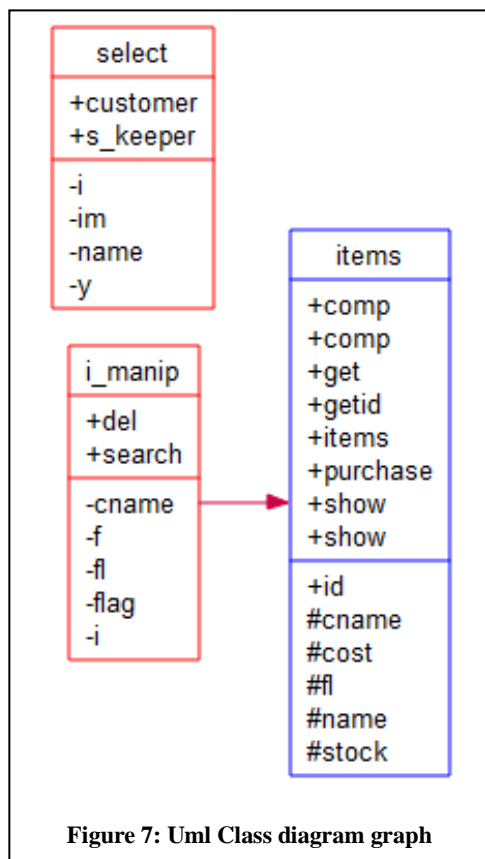 select
+customer
+s_keeper
-i
-im
-name
-y
i_manip
+del
+search
-cname
-f
-fl
-flag
-i
items
+comp
+comp
+get
+getid
+items
+purchase
+show
+show
+id
#cname
#cost
#fl
#name
#stock
Figure 7: Uml Class diagram graph